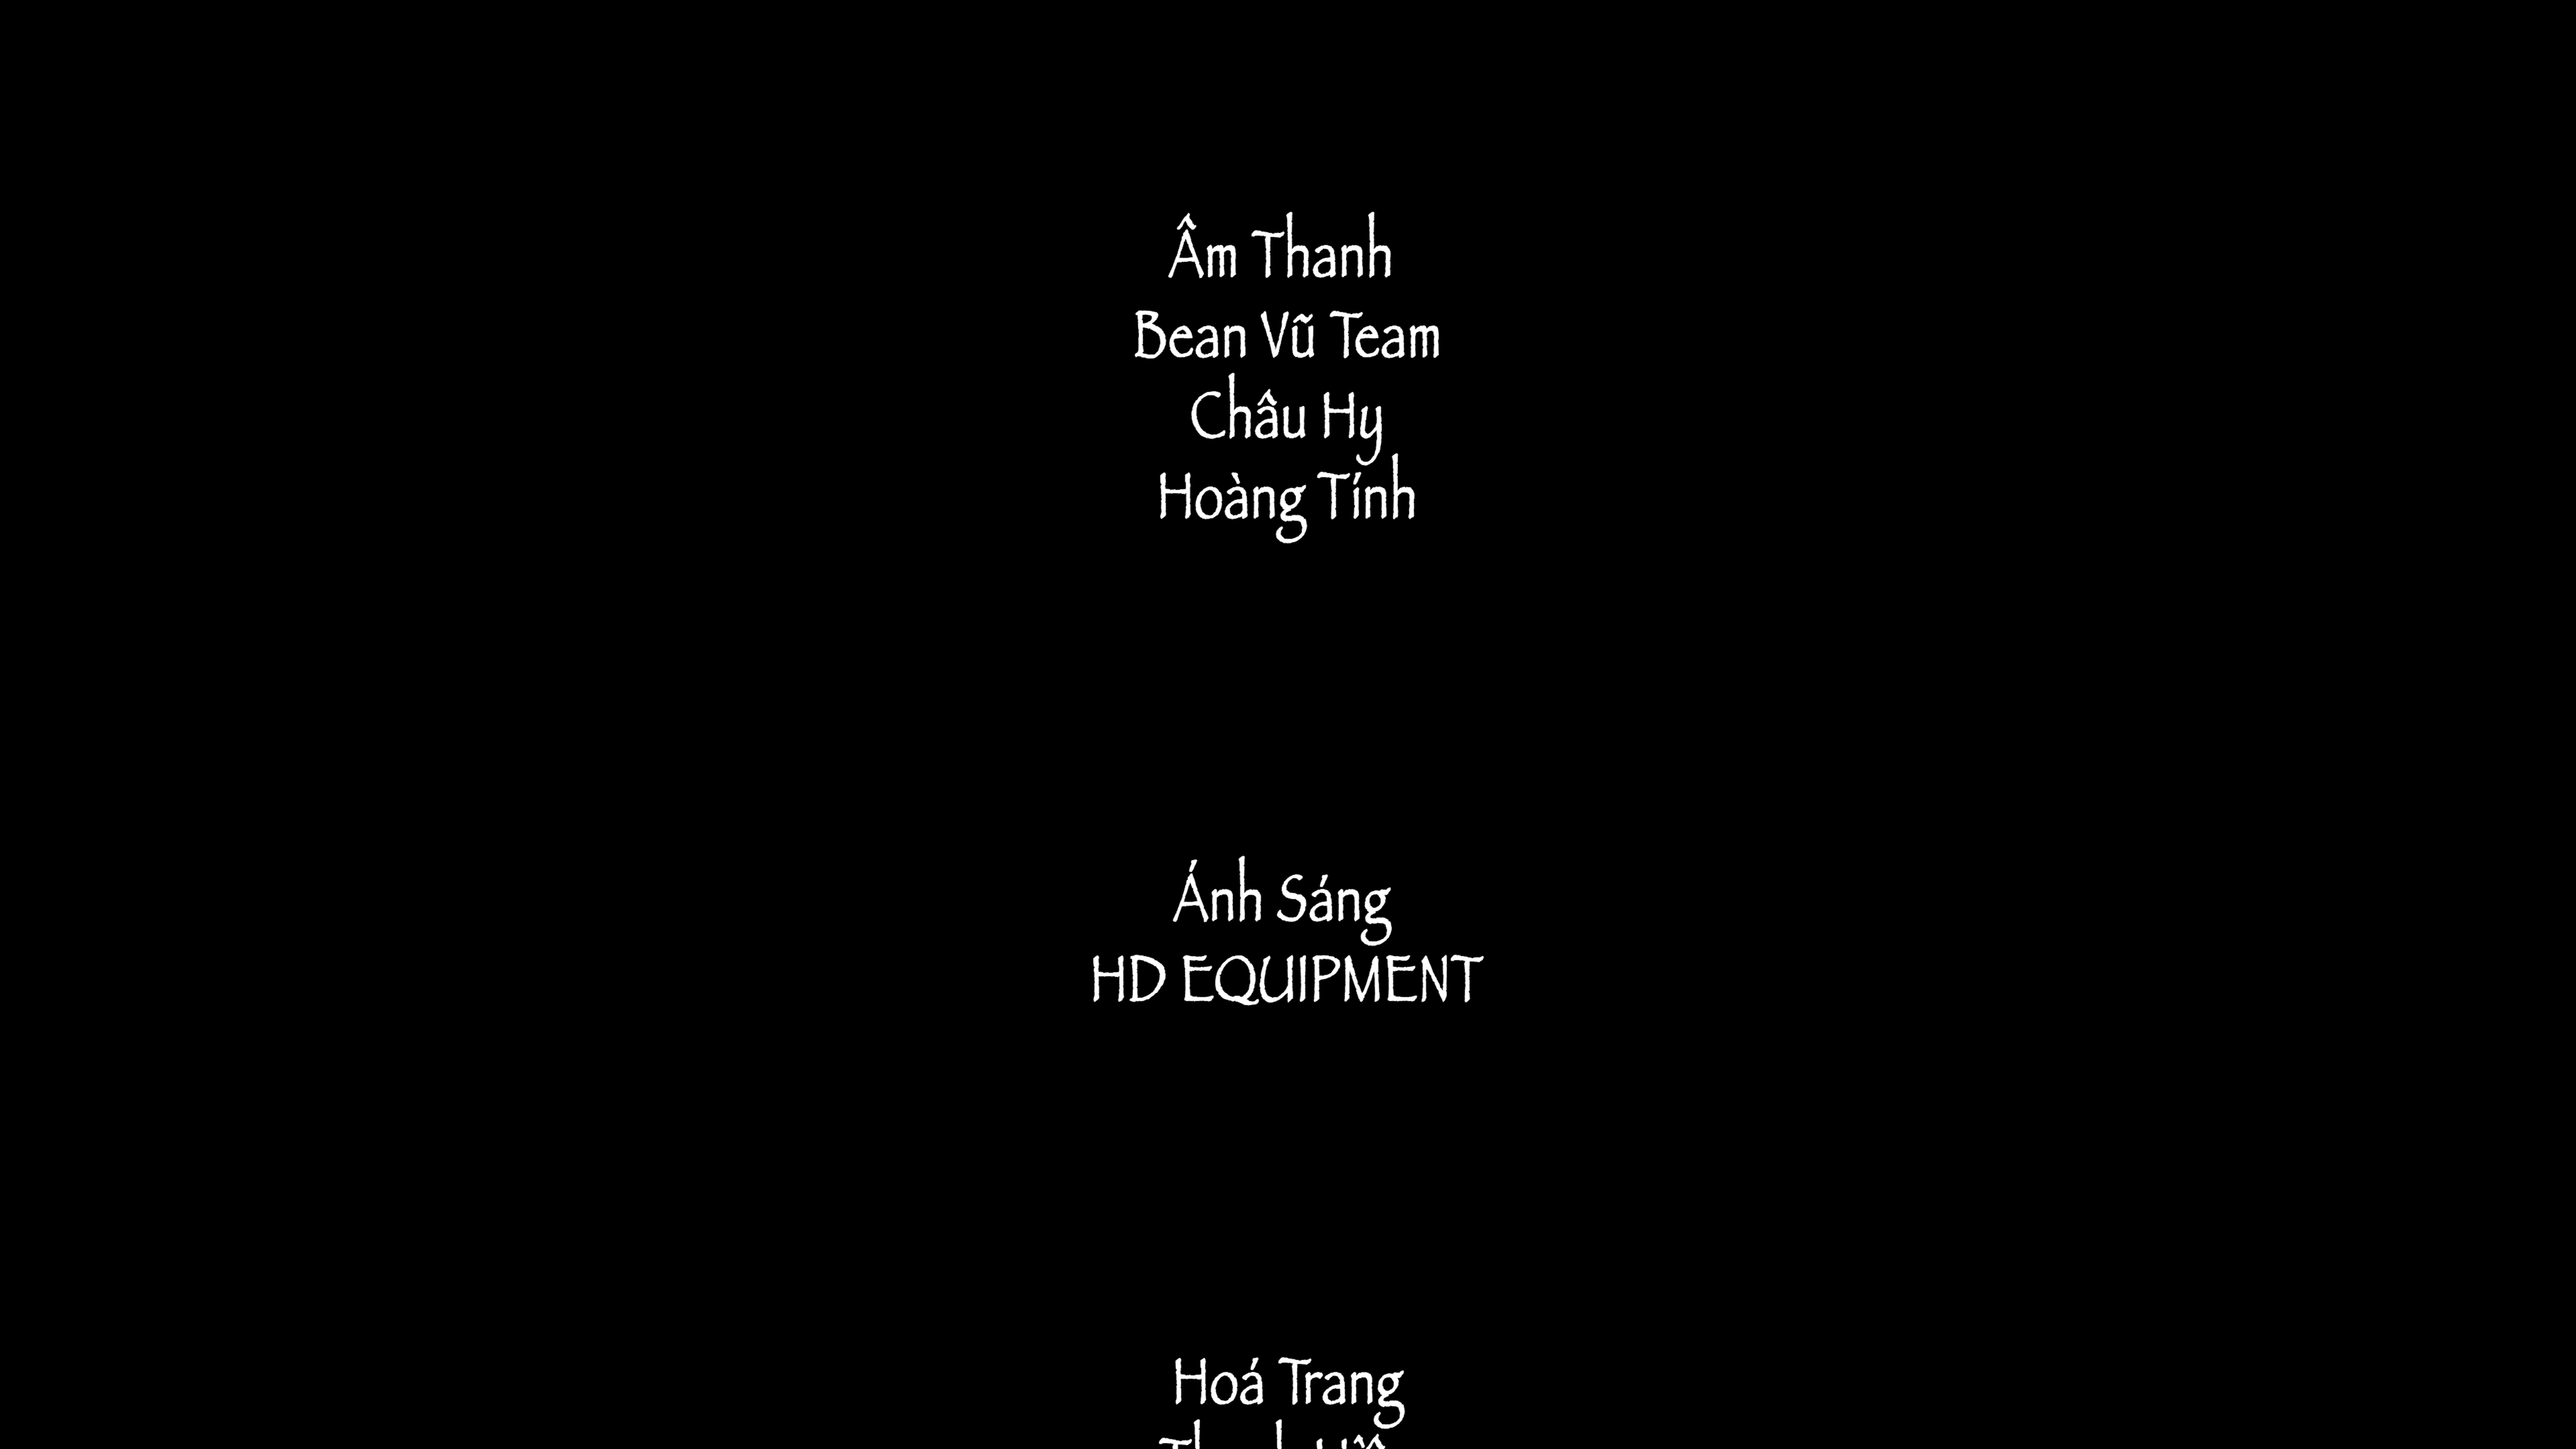 Âm Thanh
Bean Vũ Team
Châu Hy
Hoàng Tính
Ánh Sáng
HD EQUIPMENT
Hoá Trang